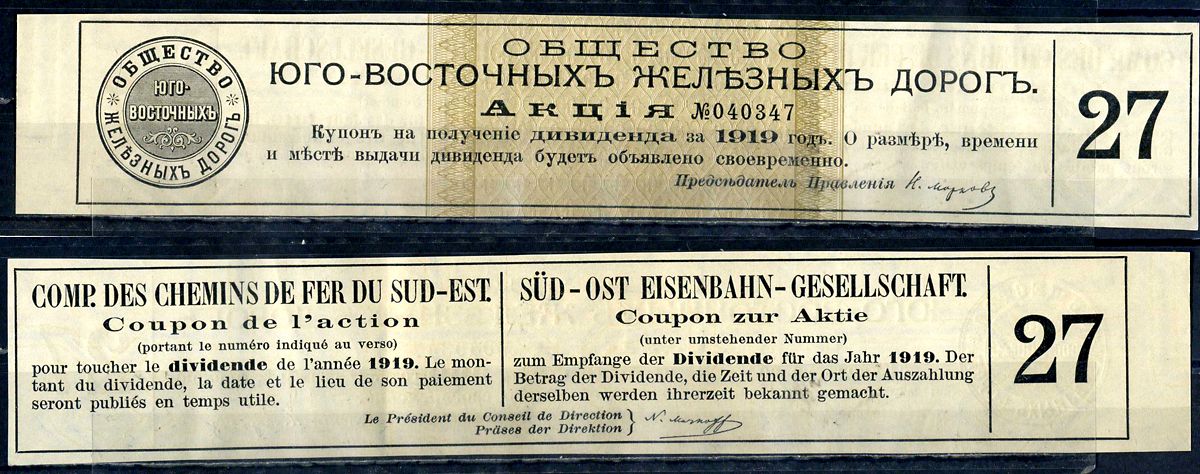 ОБЩЕСТВО
ЮГО-ВОСТОЧНЫХЪ ЖЕЛѢЗНЫХЪ ДОРОГЪ.
АКЦІЯ №040347
Купонъ на полученіе дивиденда за 1919 годъ. О размѣрѣ, времени
и мѣстѣ выдачи дивиденда будетъ объявлено своевременно.
Предсѣдатель Правленія Н. Марковъ
ОБЩЕСТВО
ЮГО-
ВОСТОЧНЫХЪ
ЖЕЛѢЗНЫХЪ ДОРОГЪ
27
COMP. DES CHEMINS DE FER DU SUD-EST.
Coupon de l'action
(portant le numéro indiqué au verso)
pour toucher le dividende de l'année 1919. Le mon-
tant du dividende, la date et le lieu de son paiement
seront publiés en temps utile.
SÜD-OST EISENBAHN-GESELLSCHAFT.
Coupon zur Aktie
(unter umstehender Nummer)
zum Empfange der Dividende für das Jahr 1919. Der
Betrag der Dividende, die Zeit und der Ort der Auszahlung
derselben werden ihrerzeit bekannt gemacht.
Le Président du Conseil de Direction
Präses der Direktion
27